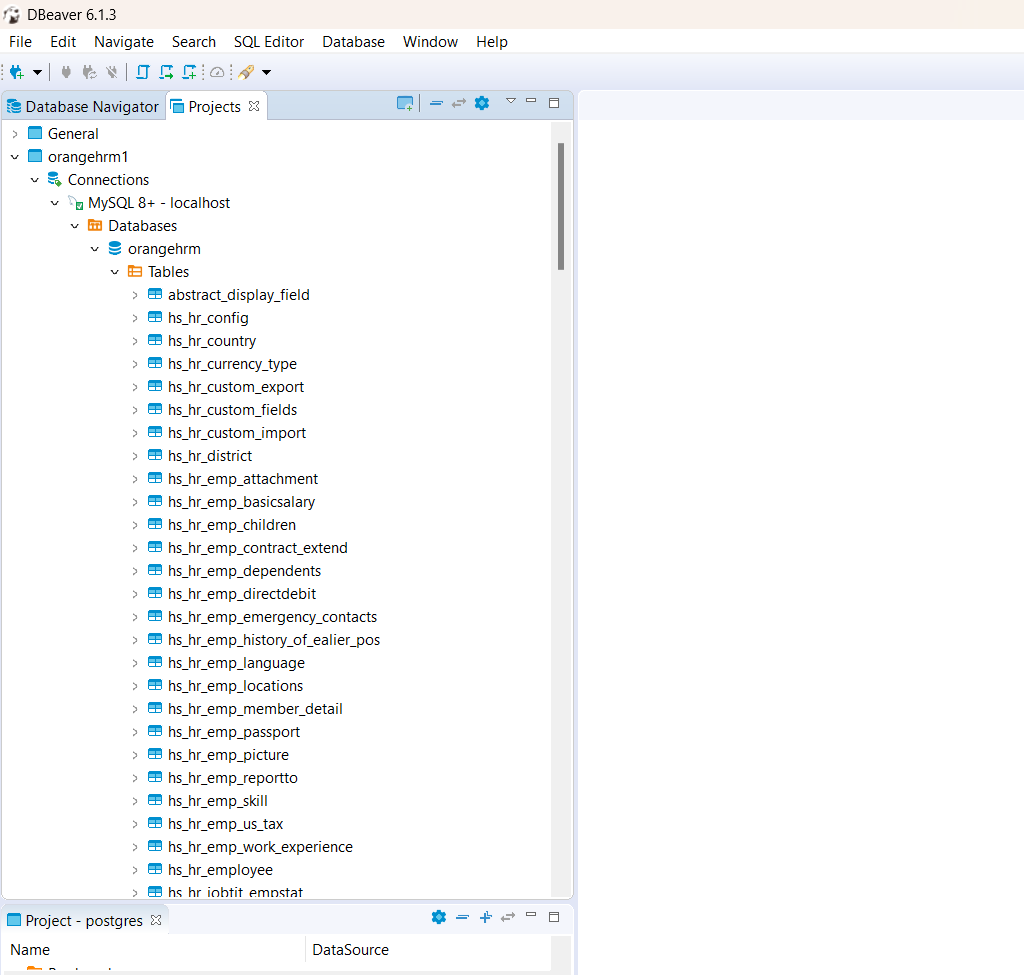 DBeaver 6.1.3
File Edit Navigate Search SQL Editor Database Window Help
Database Navigator Projects
General
orangehrm1
Connections
MySQL 8+ - localhost
Databases
orangehrm
Tables
abstract_display_field
hs_hr_config
hs_hr_country
hs_hr_currency_type
hs_hr_custom_export
hs_hr_custom_fields
hs_hr_custom_import
hs_hr_district
hs_hr_emp_attachment
hs_hr_emp_basicsalary
hs_hr_emp_children
hs_hr_emp_contract_extend
hs_hr_emp_dependents
hs_hr_emp_directdebit
hs_hr_emp_emergency_contacts
hs_hr_emp_history_of_ealier_pos
hs_hr_emp_language
hs_hr_emp_locations
hs_hr_emp_member_detail
hs_hr_emp_passport
hs_hr_emp_picture
hs_hr_emp_reportto
hs_hr_emp_skill
hs_hr_emp_us_tax
hs_hr_emp_work_experience
hs_hr_employee
hs_hr_jobtit_empstat
Project - postgres
Name DataSource